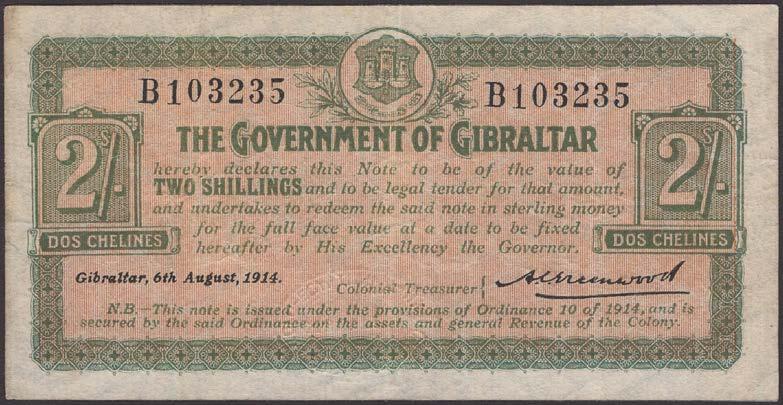 B103235 B103235
THE GOVERNMENT OF GIBRALTAR
hereby declares this Note to be of the value of
TWO SHILLINGS and to be legal tender for that amount,
and undertakes to redeem the said note in sterling money
for the full face value at a date to be fixed
hereafter by His Excellency the Governor.
2S/-
DOS CHELINES
2S/-
DOS CHELINES
Gibraltar, 6th August, 1914.
Colonial Treasurer { A. C. Greenwood
N.B.—This note is issued under the provisions of Ordinance 10 of 1914, and is
secured by the said Ordinance on the assets and general Revenue of the Colony.